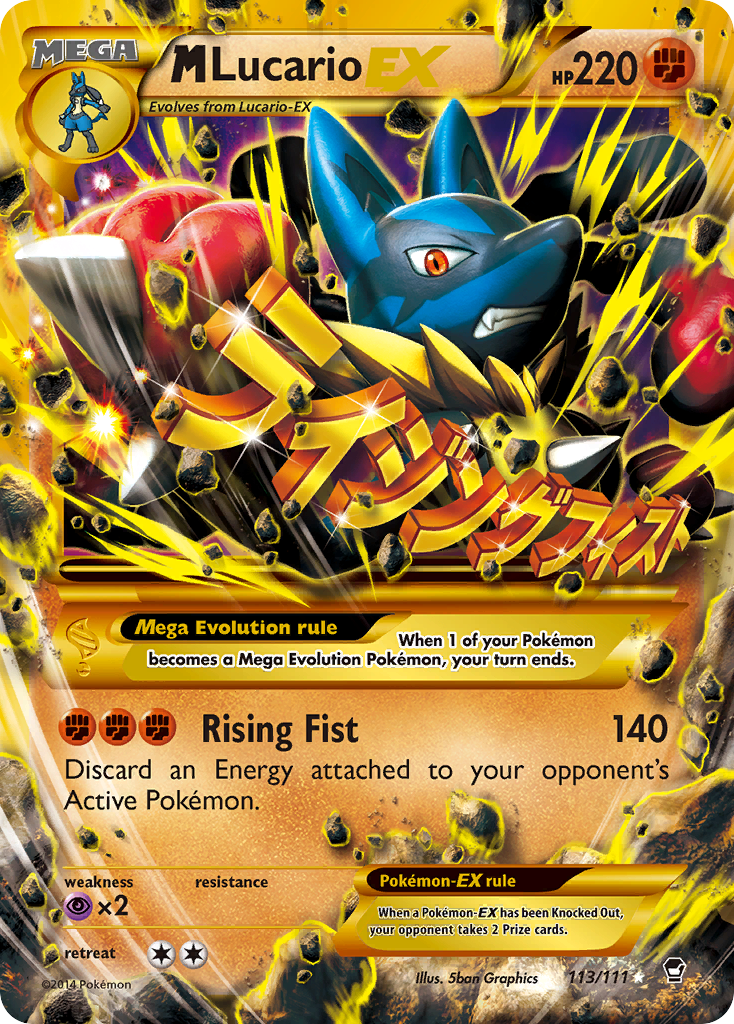 MEGA
MLucario EX
HP220
Evolves from Lucario-EX
ライジングフィスト
Mega Evolution rule
When 1 of your Pokémon
becomes a Mega Evolution Pokémon, your turn ends.
Rising Fist 140
Discard an Energy attached to your opponent's
Active Pokémon.
weakness resistance
×2
Pokémon-EX rule
When a Pokémon-EX has been Knocked Out,
your opponent takes 2 Prize cards.
retreat
©2014 Pokémon
Illus. 5ban Graphics 113/111 ★